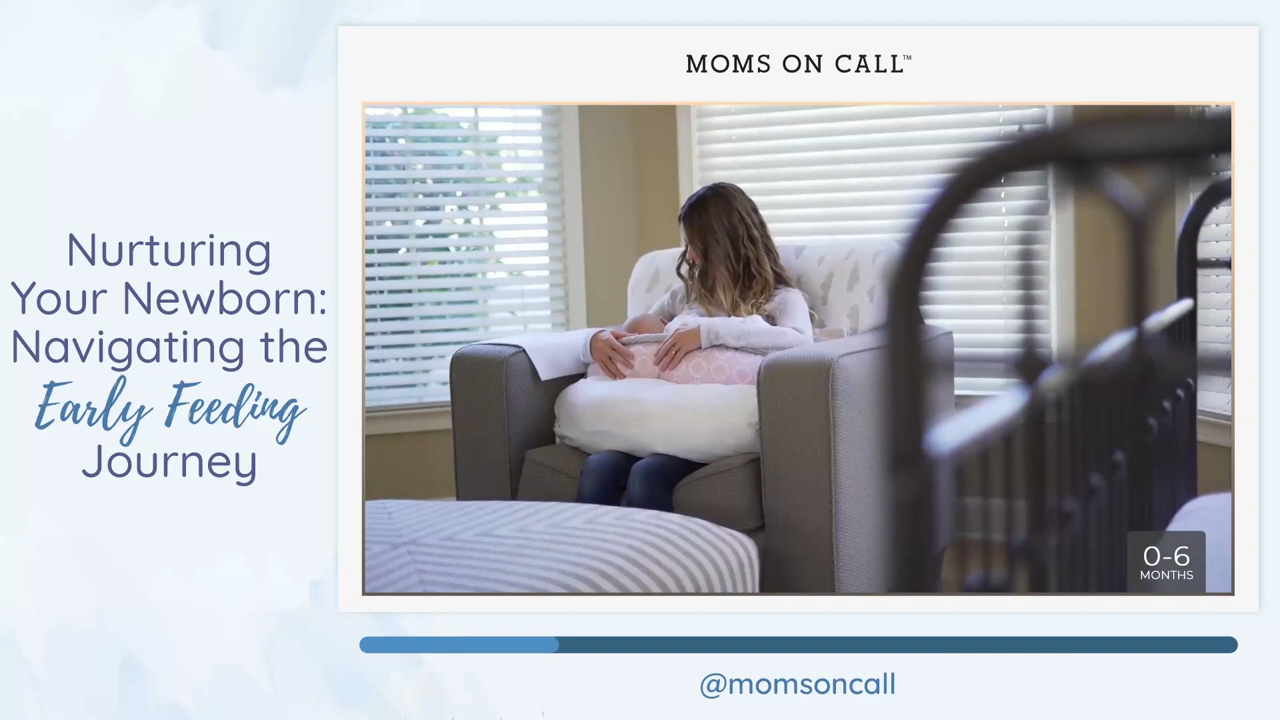 Nurturing
Your Newborn:
Navigating the
Early Feeding
Journey
MOMS ON CALL™
0-6
MONTHS
@momsoncall